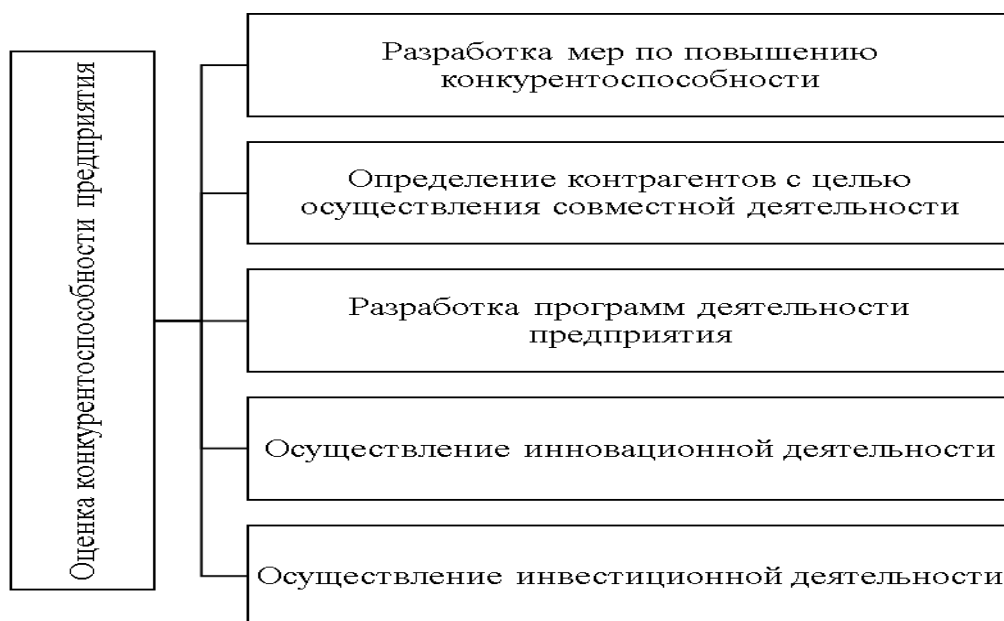 Оценка конкурентоспособности предприятия
Разработка мер по повышению
конкурентоспособности
Определение контрагентов с целью
осуществления совместной деятельности
Разработка программ деятельности
предприятия
Осуществление инновационной деятельности
Осуществление инвестиционной деятельности